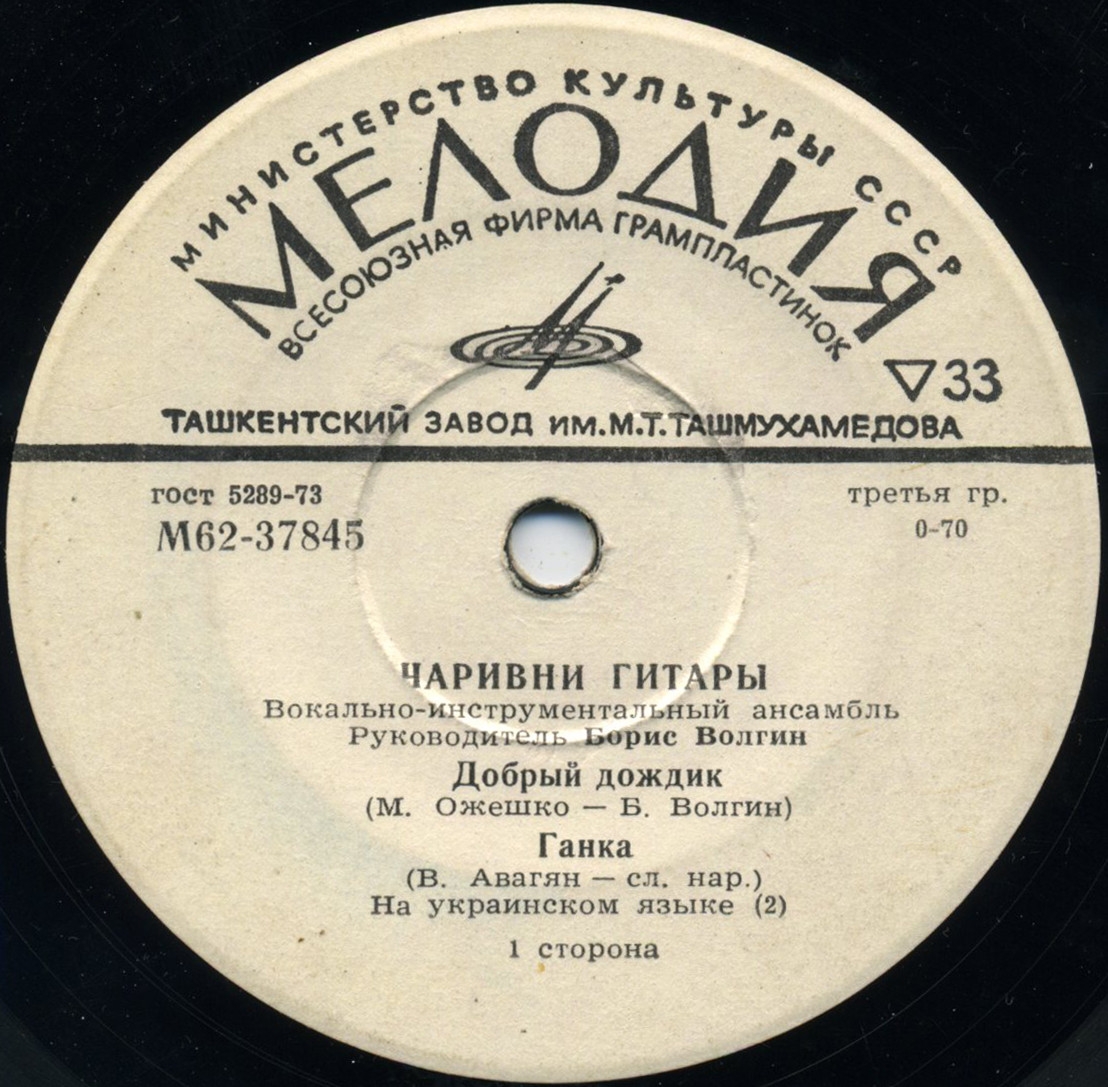 МИНИСТЕРСТВО КУЛЬТУРЫ СССР
МЕЛОДИЯ
ВСЕСОЮЗНАЯ ФИРМА ГРАМПЛАСТИНОК
▽33
ТАШКЕНТСКИЙ ЗАВОД ИМ.М.Т.ТАШМУХАМЕДОВА
гост 5289-73
третья гр.
М62-37845
0-70
ЧАРИВНИ ГИТАРЫ
Вокально-инструментальный ансамбль
Руководитель Борис Волгин
Добрый дождик
(М. Ожешко — Б. Волгин)
Ганка
(В. Авагян — сл. нар.)
На украинском языке (2)
1 сторона